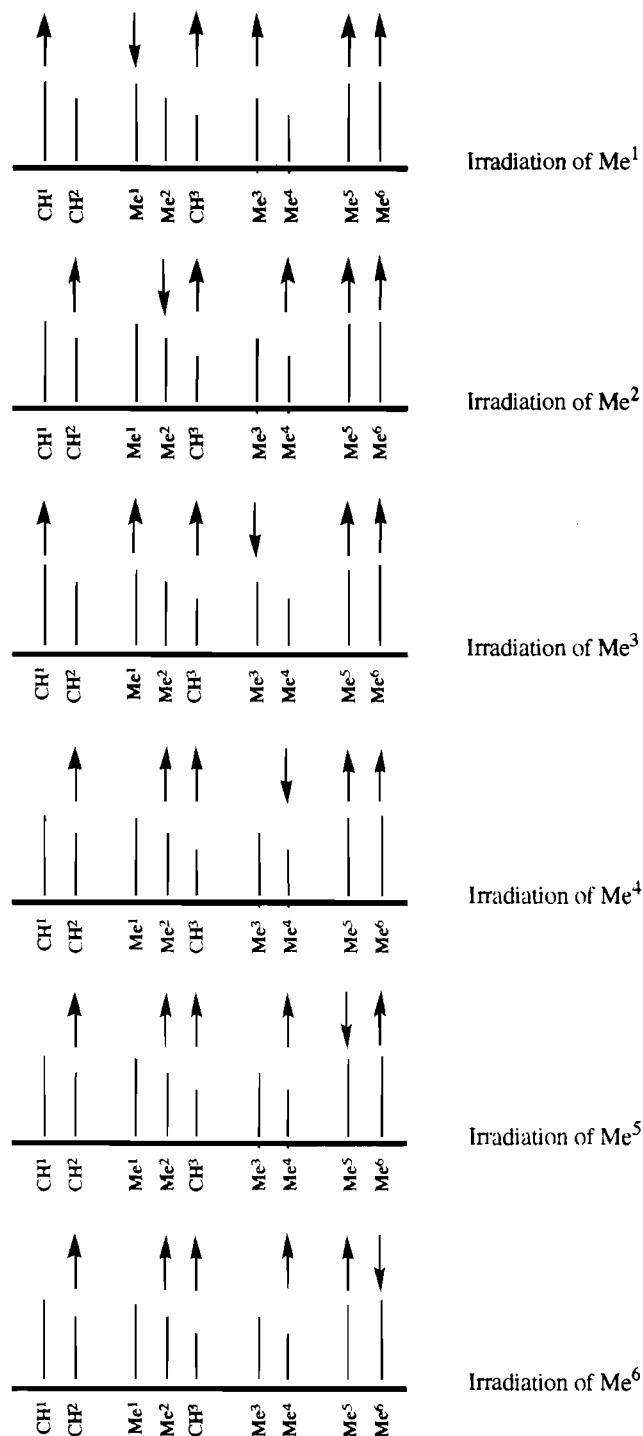 Irradiation of Me¹
CH¹ CH² Me¹ Me² CH³ Me³ Me⁴ Me⁵ Me⁶
Irradiation of Me²
CH¹ CH² Me¹ Me² CH³ Me³ Me⁴ Me⁵ Me⁶
Irradiation of Me³
CH¹ CH² Me¹ Me² CH³ Me³ Me⁴ Me⁵ Me⁶
Irradiation of Me⁴
CH¹ CH² Me¹ Me² CH³ Me³ Me⁴ Me⁵ Me⁶
Irradiation of Me⁵
CH¹ CH² Me¹ Me² CH³ Me³ Me⁴ Me⁵ Me⁶
Irradiation of Me⁶
CH¹ CH² Me¹ Me² CH³ Me³ Me⁴ Me⁵ Me⁶